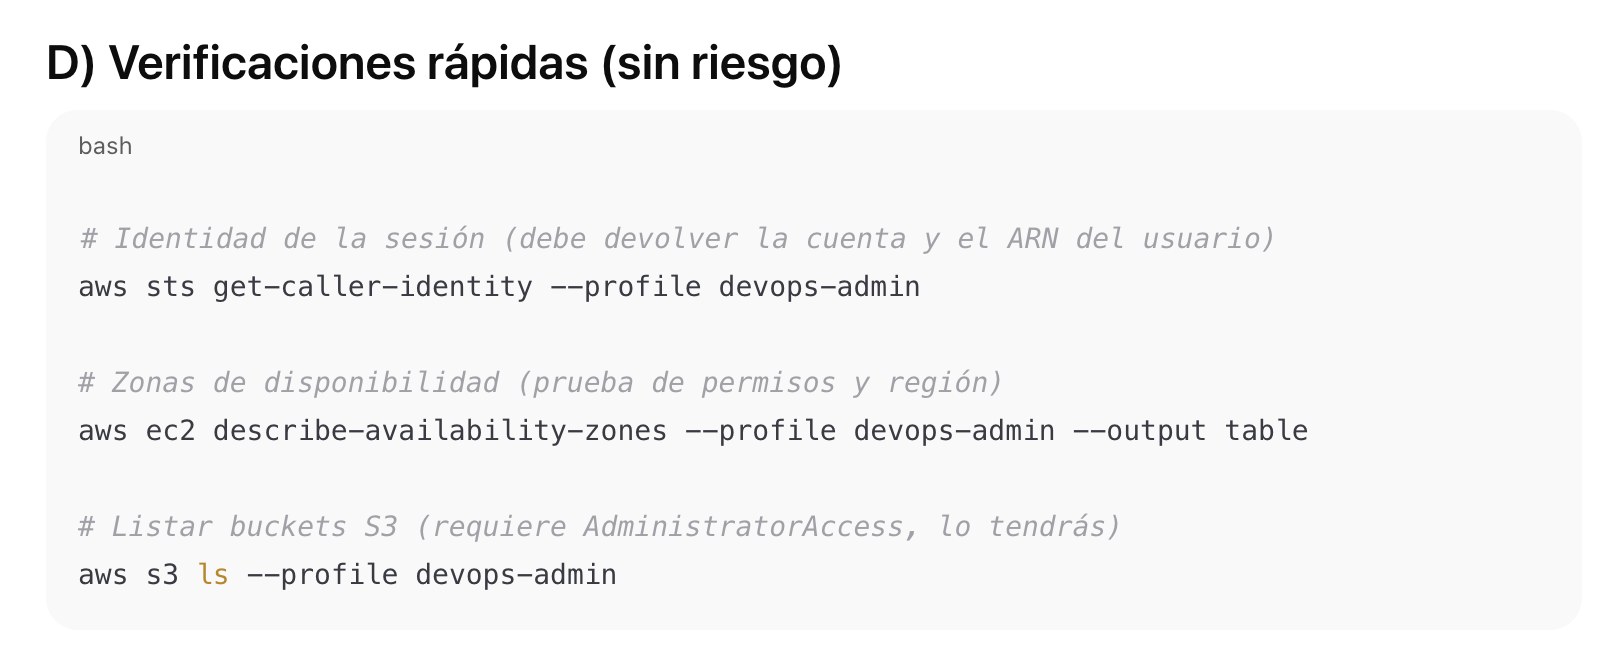 D) Verificaciones rápidas (sin riesgo)
bash
# Identidad de la sesión (debe devolver la cuenta y el ARN del usuario)
aws sts get-caller-identity --profile devops-admin
# Zonas de disponibilidad (prueba de permisos y región)
aws ec2 describe-availability-zones --profile devops-admin --output table
# Listar buckets S3 (requiere AdministratorAccess, lo tendrás)
aws s3 ls --profile devops-admin